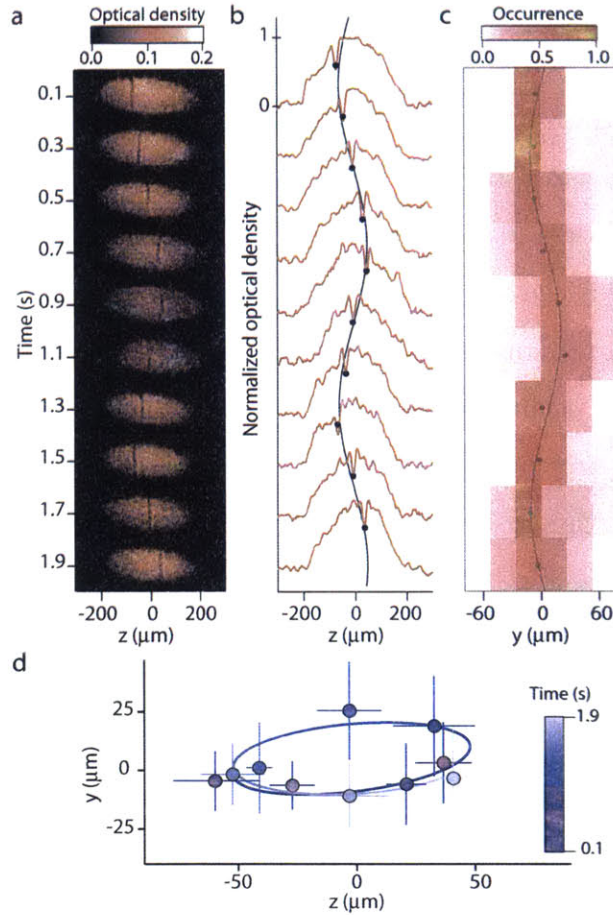 a
Optical density
0.0 0.1 0.2
0.1
0.3
0.5
0.7
0.9
1.1
1.3
1.5
1.7
1.9
Time (s)
-200 0 200
z (μm)
b
1
0
Normalized optical density
-200 0 200
z (μm)
c
Occurrence
0.0 0.5 1.0
-60 0 60
y (μm)
d
25
0
-25
y (μm)
-50 0 50
z (μm)
Time (s)
1.9
0.1